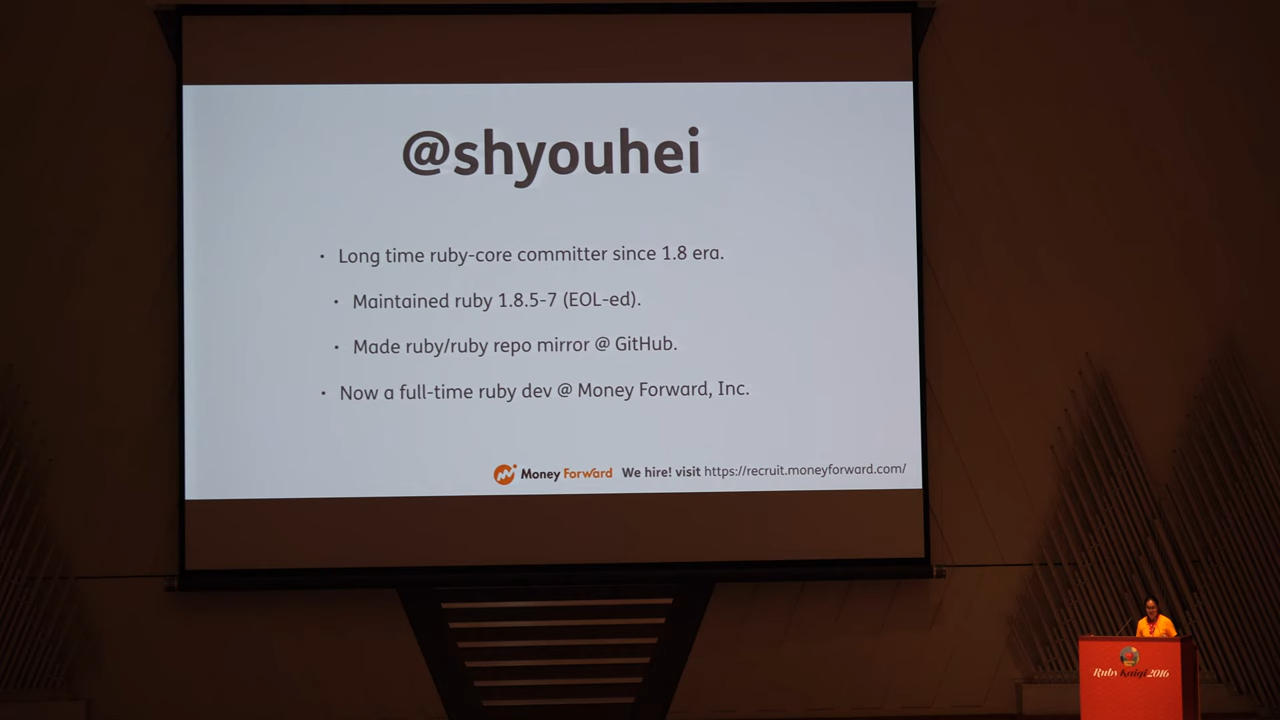 @shyouhei
• Long time ruby-core committer since 1.8 era.
• Maintained ruby 1.8.5-7 (EOL-ed).
• Made ruby/ruby repo mirror @ GitHub.
• Now a full-time ruby dev @ Money Forward, Inc.
Money Forward We hire! visit https://recruit.moneyforward.com/
Ruby Kaigi 2016